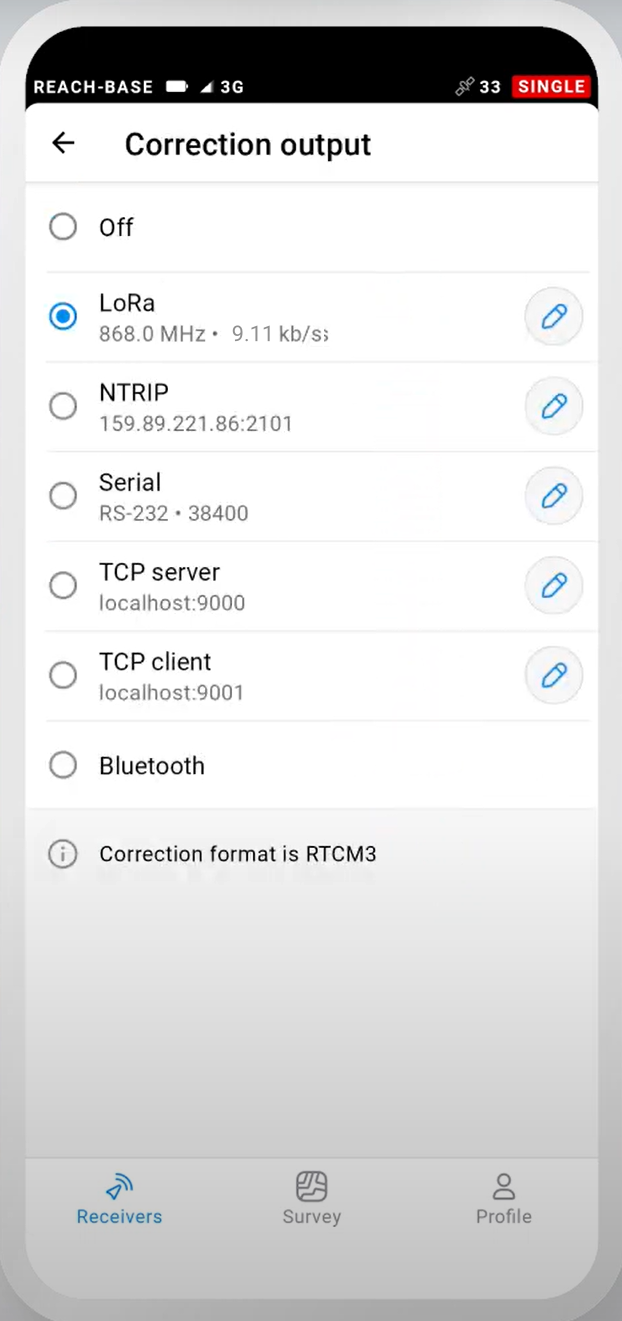 REACH-BASE 3G 33 SINGLE
Correction output
Off
LoRa
868.0 MHz • 9.11 kb/s
NTRIP
159.89.221.86:2101
Serial
RS-232 • 38400
TCP server
localhost:9000
TCP client
localhost:9001
Bluetooth
Correction format is RTCM3
Receivers Survey Profile